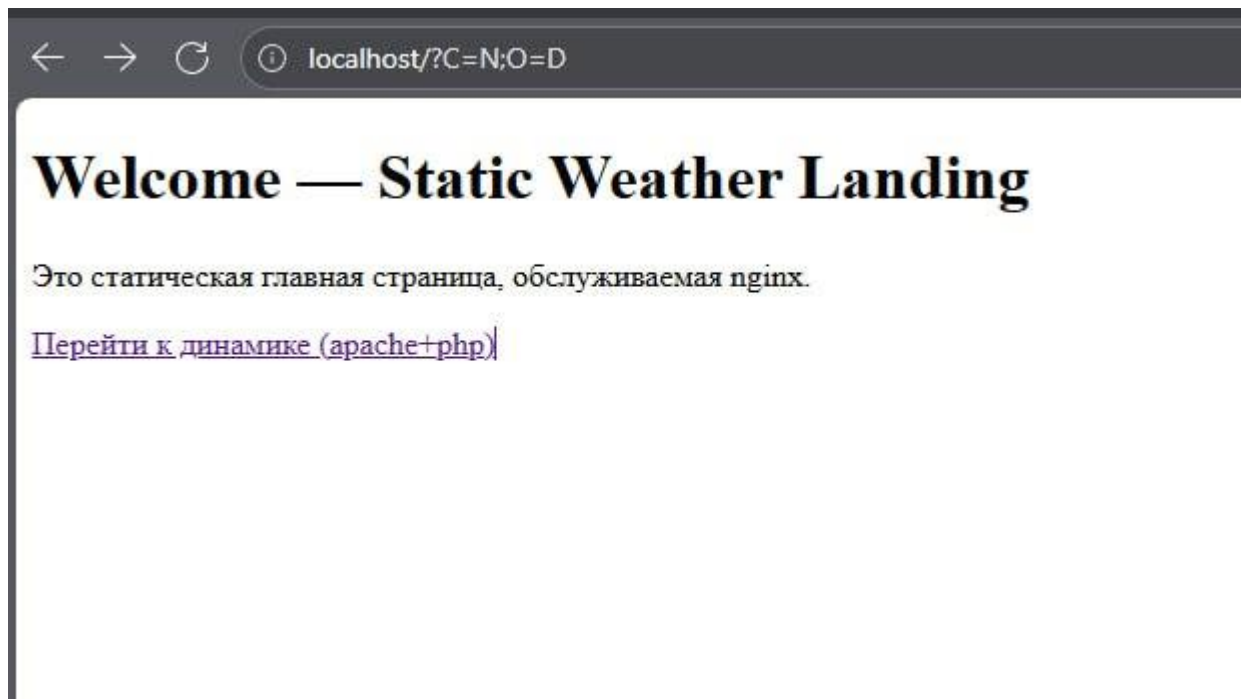 localhost/?C=N;O=D
Welcome — Static Weather Landing
Это статическая главная страница, обслуживаемая nginx.
Перейти к динамике (apache+php)